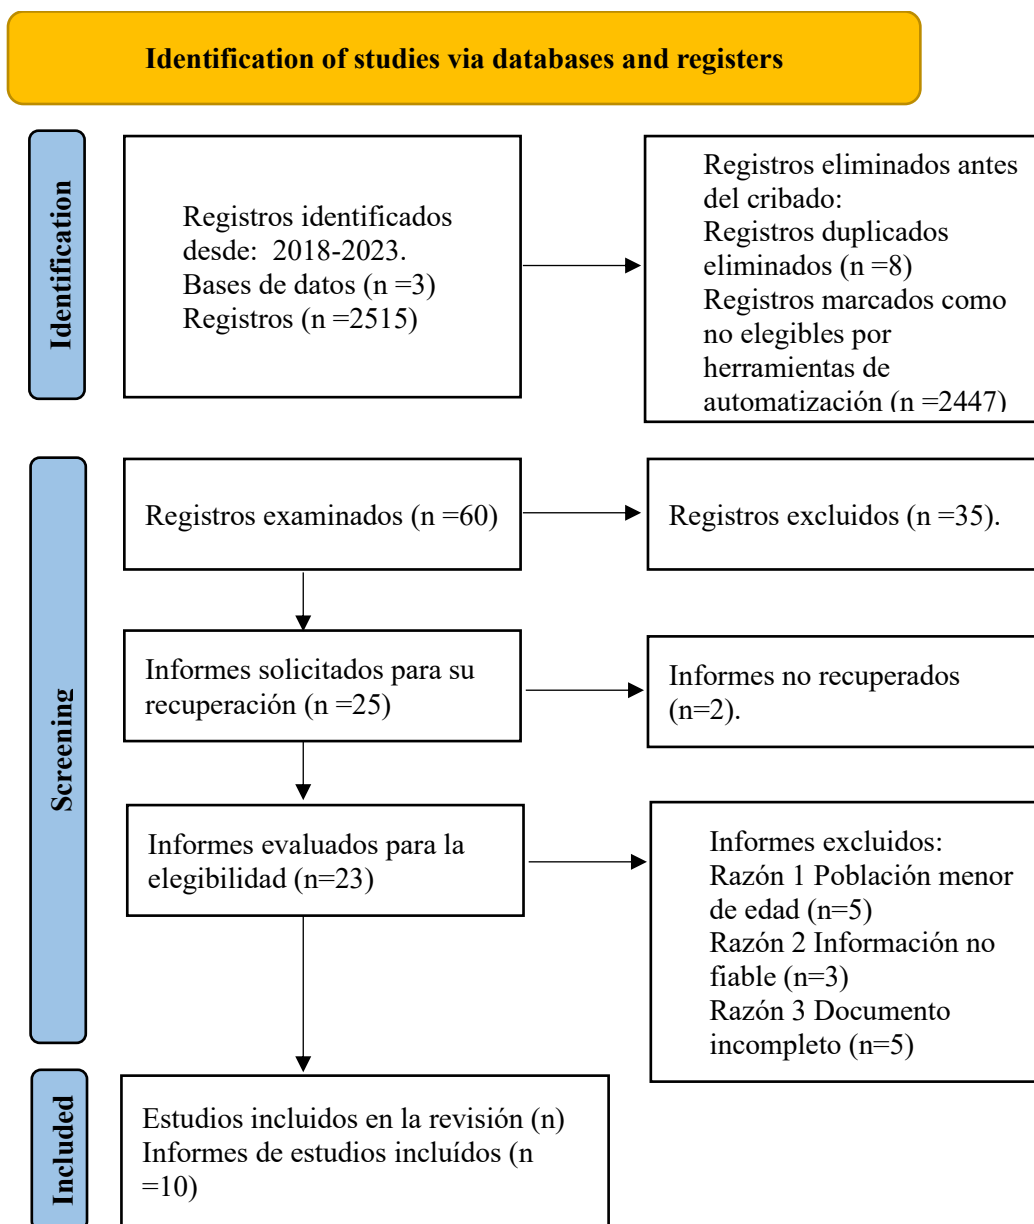 Identification of studies via databases and registers
Identification
Registros identificados
desde: 2018-2023.
Bases de datos (n =3)
Registros (n =2515)
Registros eliminados antes
del cribado:
Registros duplicados
eliminados (n =8)
Registros marcados como
no elegibles por
herramientas de
automatización (n =2447)
Screening
Registros examinados (n =60)
Registros excluidos (n =35).
Informes solicitados para su
recuperación (n =25)
Informes no recuperados
(n=2).
Informes evaluados para la
elegibilidad (n=23)
Informes excluidos:
Razón 1 Población menor
de edad (n=5)
Razón 2 Información no
fiable (n=3)
Razón 3 Documento
incompleto (n=5)
Included
Estudios incluidos en la revisión (n)
Informes de estudios incluídos (n
=10)